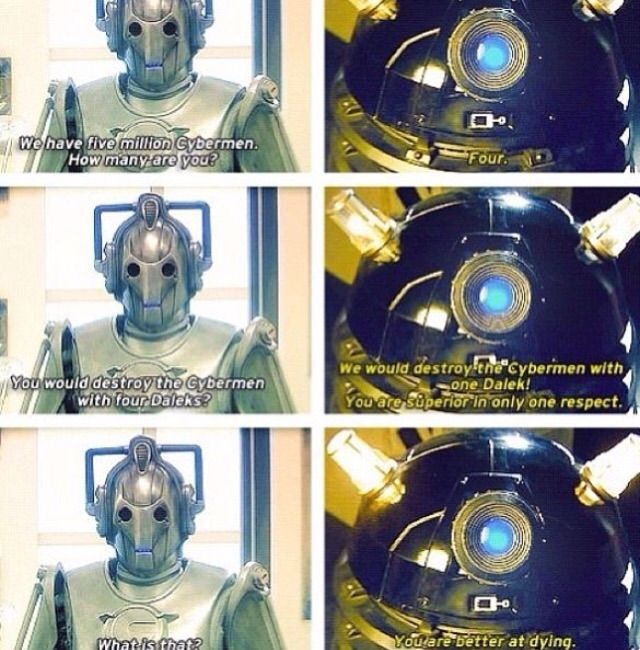 We have five million Cybermen.
How many are you?
Four.
You would destroy the Cybermen
with four Daleks?
We would destroy the Cybermen with
one Dalek!
You are superior in only one respect.
What is that?
You are better at dying.